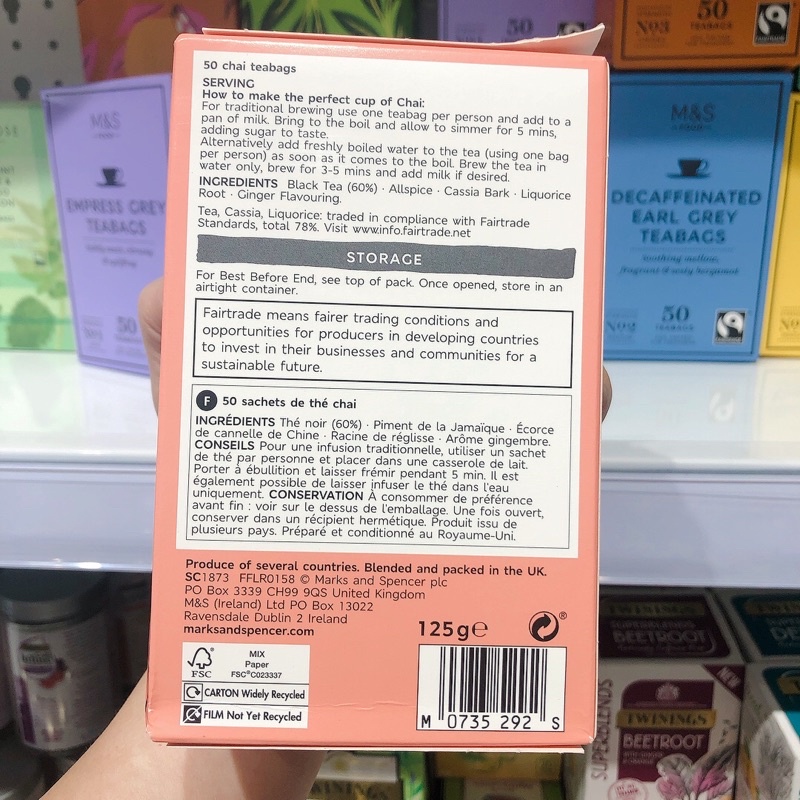 50 chai teabags
SERVING
How to make the perfect cup of Chai:
For traditional brewing use one teabag per person and add to a
pan of milk. Bring to the boil and allow to simmer for 5 mins,
adding sugar to taste.
Alternatively add freshly boiled water to the tea (using one bag
per person) as soon as it comes to the boil. Brew the tea in
water only, brew for 3-5 mins and add milk if desired.
INGREDIENTS Black Tea (60%) · Allspice · Cassia Bark · Liquorice
Root · Ginger Flavouring.
Tea, Cassia, Liquorice: traded in compliance with Fairtrade
Standards, total 78%. Visit www.info.fairtrade.net
STORAGE
For Best Before End, see top of pack. Once opened, store in an
airtight container.
Fairtrade means fairer trading conditions and
opportunities for producers in developing countries
to invest in their businesses and communities for a
sustainable future.
F 50 sachets de thé chai
INGRÉDIENTS Thé noir (60%) · Piment de la Jamaïque · Écorce
de cannelle de Chine · Racine de réglisse · Arôme gingembre.
CONSEILS Pour une infusion traditionnelle, utiliser un sachet
de thé par personne et placer dans une casserole de lait.
Porter à ébullition et laisser frémir pendant 5 min. Il est
également possible de laisser infuser le thé dans l'eau
uniquement. CONSERVATION À consommer de préférence
avant fin : voir sur le dessus de l'emballage. Une fois ouvert,
conserver dans un récipient hermétique. Produit issu de
plusieurs pays. Préparé et conditionné au Royaume-Uni.
Produce of several countries. Blended and packed in the UK.
SC1873 FFLR0158 © Marks and Spencer plc
PO Box 3339 CH99 9QS United Kingdom
M&S (Ireland) Ltd PO Box 13022
Ravensdale Dublin 2 Ireland
marksandspencer.com
125g℮
®
FSC
MIX
Paper
FSC® C023337
CARTON Widely Recycled
FILM Not Yet Recycled
M 0735 292 S
M&S
EMPRESS GREY
TEABAGS
50
50
Nº3
50
TEABAGS
M&S
DECAFFEINATED
EARL GREY
TEABAGS
Soothing mellow,
fragrant & zesty bergamot
Nº2
50
TEABAGS
TWININGS
SUPERBLENDS
BEETROOT
SUPERBLENDS
NEW
TWININGS
BEETROOT